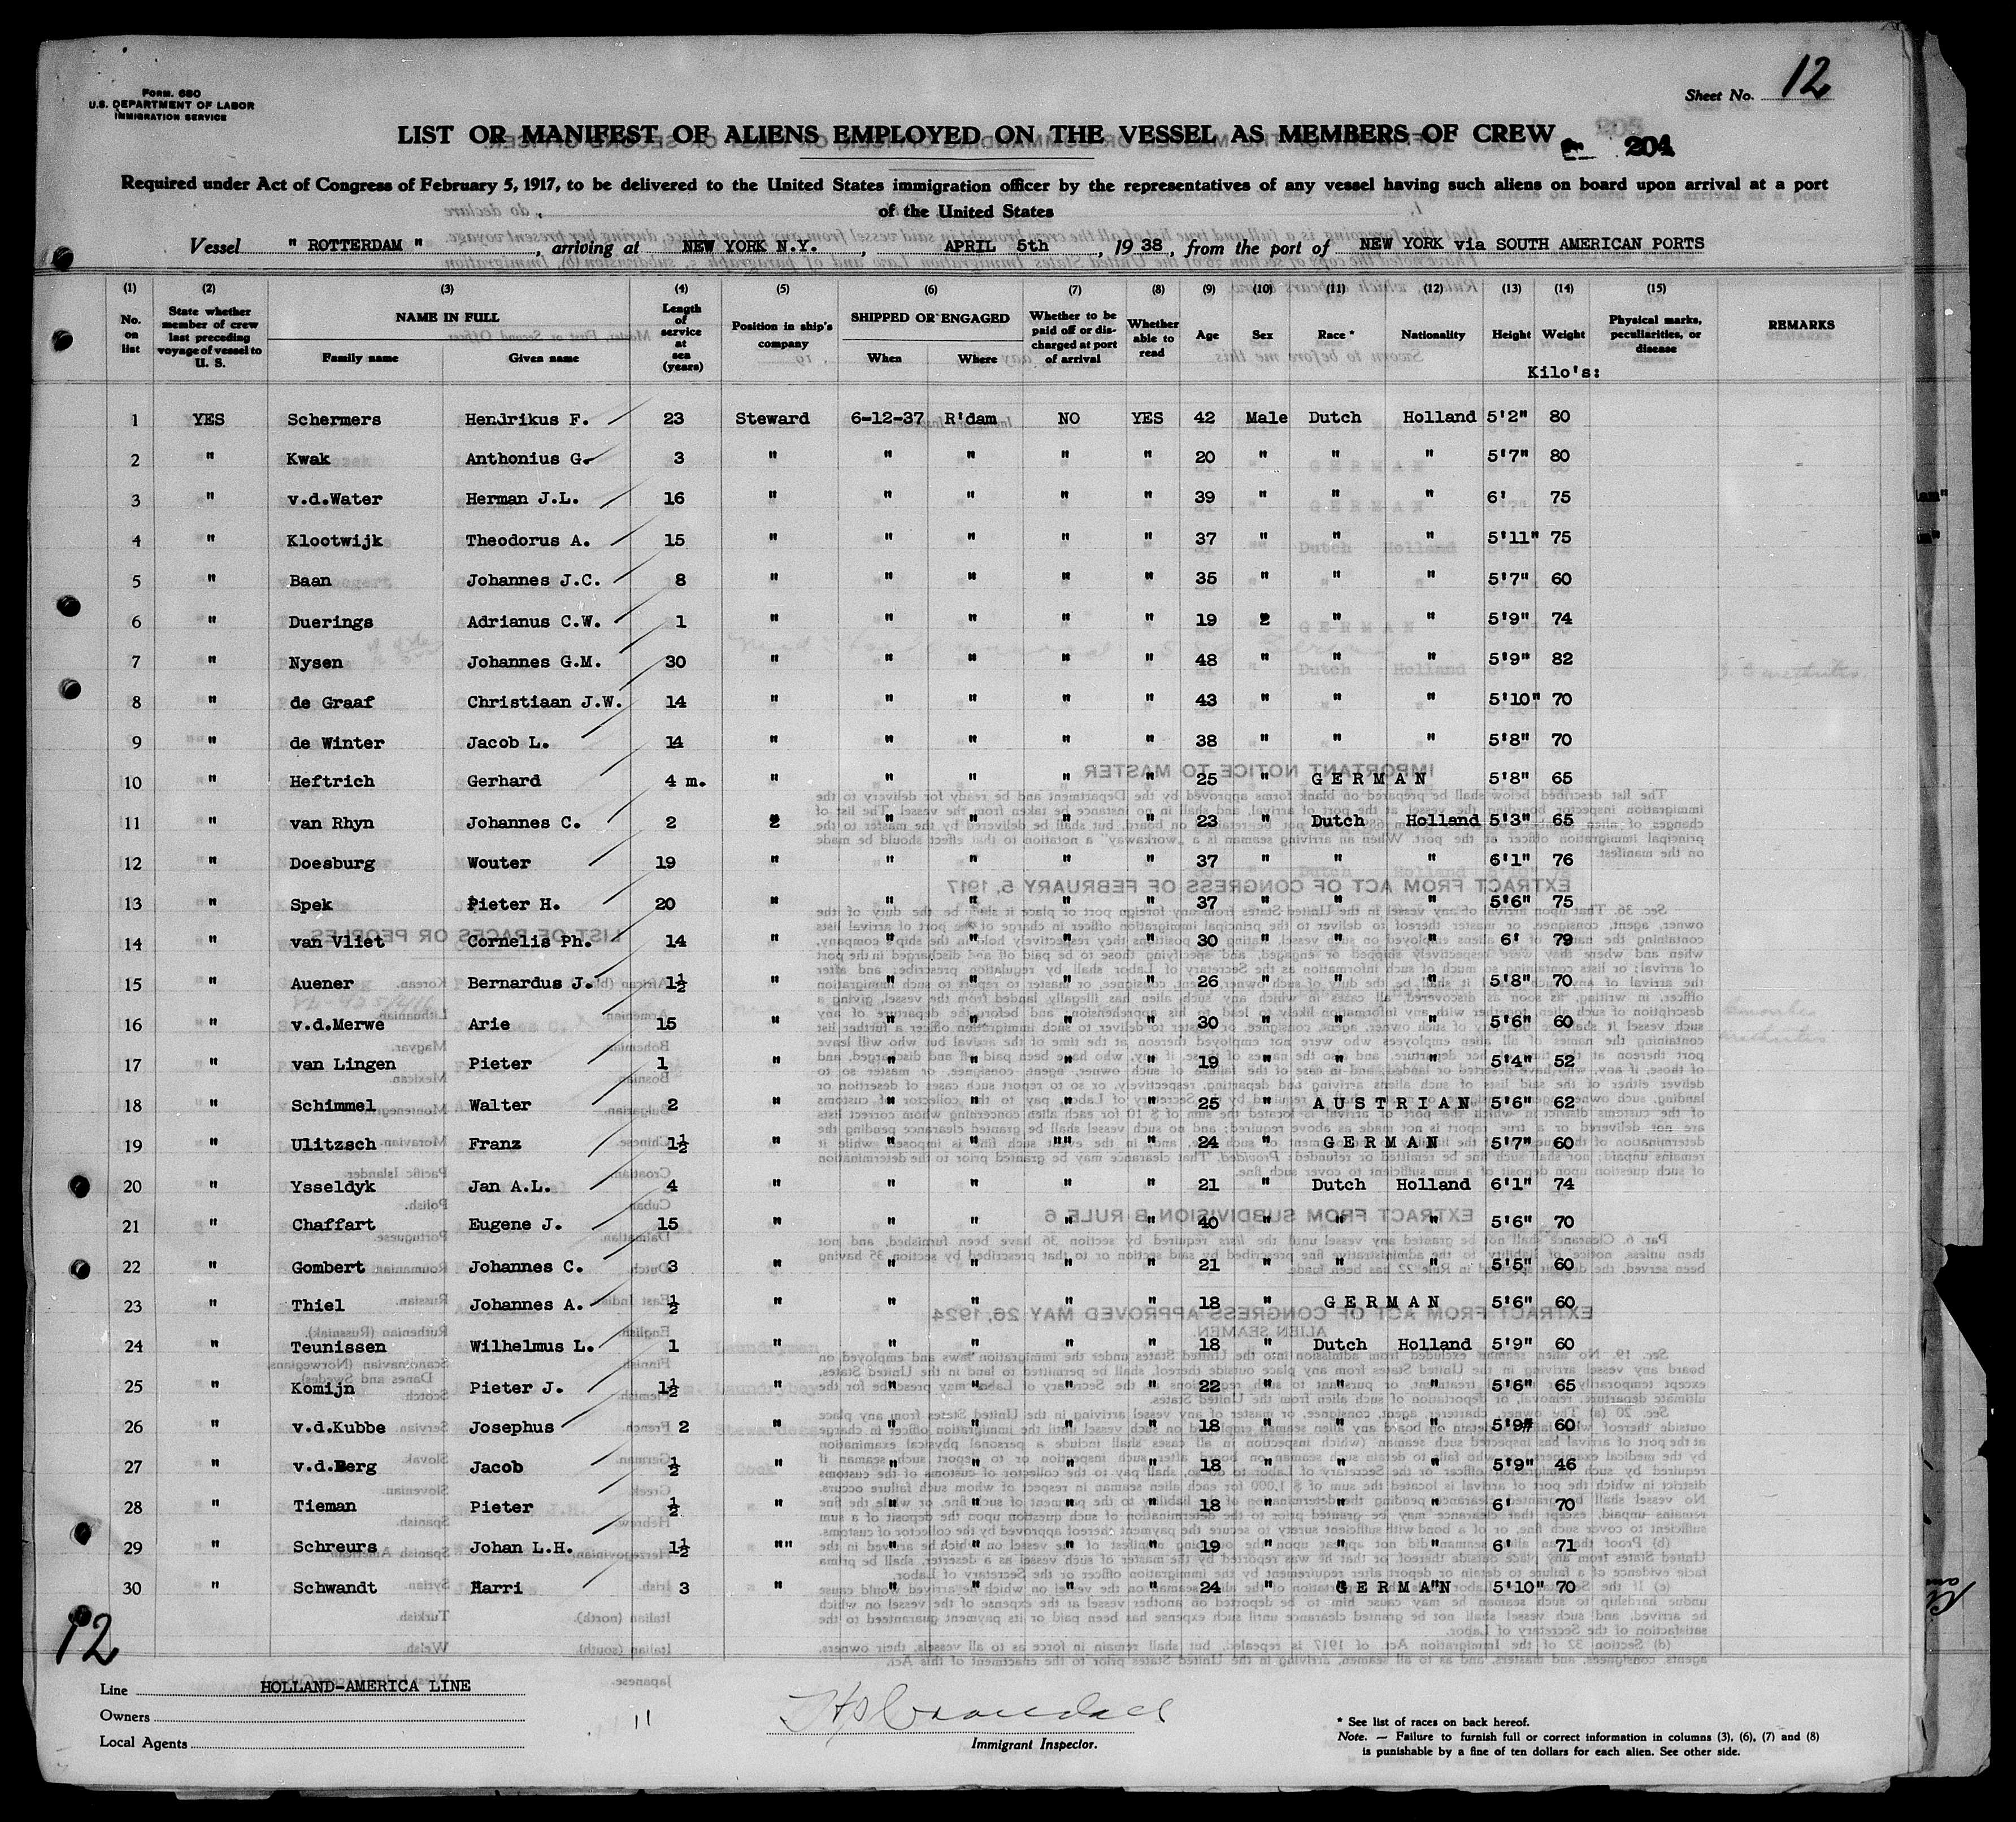 Form. 680
U.S. DEPARTMENT OF LABOR
IMMIGRATION SERVICE
Sheet No. 12
LIST OR MANIFEST OF ALIENS EMPLOYED ON THE VESSEL AS MEMBERS OF CREW
204
Required under Act of Congress of February 5, 1917, to be delivered to the United States immigration officer by the representatives of any vessel having such aliens on board upon arrival at a port
of the United States
Vessel " ROTTERDAM " , arriving at NEW YORK N.Y. , APRIL 5th , 19 38, from the port of NEW YORK via SOUTH AMERICAN PORTS
(1) (2) (3) (4) (5) (6) (7) (8) (9) (10) (11) (12) (13) (14) (15)
No. on list State whether member of crew last preceding voyage of vessel to U. S. NAME IN FULL Family name Given name Length of service at sea (years) Position in ship's company SHIPPED OR ENGAGED When Where Whether to be paid off or discharged at port of arrival Whether able to read Age Sex Race * Nationality Height Weight Physical marks, peculiarities, or disease REMARKS
Kilo's:
1 YES Schermers Hendrikus F. 23 Steward 6-12-37 R'dam NO YES 42 Male Dutch Holland 5'2" 80
2 " Kwak Anthonius G. 3 " " " " " 20 " " " 5'7" 80
3 " v.d.Water Herman J.L. 16 " " " " " 39 " " " 6' 75
4 " Klootwijk Theodorus A. 15 " " " " " 37 " " " 5'11" 75
5 " Baan Johannes J.C. 8 " " " " " 35 " " " 5'7" 60
6 " Duerings Adrianus C.W. 1 " " " " " 19 " " " 5'9" 74
7 " Nysen Johannes G.M. 30 " " " " " 48 " " " 5'9" 82
8 " de Graaf Christiaan J.W. 14 " " " " " 43 " " " 5'10" 70
9 " de Winter Jacob L. 14 " " " " " 38 " " " 5'8" 70
10 " Heftrich Gerhard 4 m. " " " " " 25 " GERMAN 5'8" 65
11 " van Rhyn Johannes C. 2 " " " " " 23 " Dutch Holland 5'3" 65
12 " Doesburg Wouter 19 " " " " " 37 " " " 6'1" 76
13 " Spek Pieter H. 20 " " " " " 37 " " " 5'6" 75
14 " van Vliet Cornelis Ph. 14 " " " " " 30 " " " 6' 79
15 " Auener Bernardus J. 1½ " " " " " 26 " " " 5'8" 70
16 " v.d.Merwe Arie 15 " " " " " 30 " " " 5'6" 60
17 " van Lingen Pieter 1 " " " " " 19 " " " 5'4" 52
18 " Schimmel Walter 2 " " " " " 25 " AUSTRIAN 5'6" 62
19 " Ulitzsch Franz 1½ " " " "" " 24 " GERMAN 5'7" 60
20 " Ysseldyk Jan A.L. 4 " " " " " 21 " Dutch Holland 6'1" 74
21 " Chaffart Eugene J. 15 " " " " " 40 " " " 5'6" 70
22 " Gombert Johannes C. 3 " " " " " 21 " " " 5'5" 60
23 " Thiel Johannes A. ½ " " " " " 18 " GERMAN 5'6" 60
24 " Teunissen Wilhelmus L. 1 " " " " " 18 " Dutch Holland 5'9" 60
25 " Komijn Pieter J. 1½ " " " " " 22 " " " 5'6" 65
26 " v.d.Kubbe Josephus 2 " " " " " 18 " " " 5'9" 60
27 " v.d.Berg Jacob ½ " " " " " 18 " " " 5'9" 46
28 " Tieman Pieter ½ " " " " " 18 " " " 6' 70
29 " Schreurs Johan L.H. 1½ "" " " " " 19 " " " 6' 71
30 " Schwandt Harri 3 " " " " " 24 " GERMAN 5'10" 70
12
Line HOLLAND-AMERICA LINE
Owners
Local Agents
11
Immigrant Inspector.
* See list of races on back hereof.
Note. — Failure to furnish full or correct information in columns (3), (6), (7) and (8)
is punishable by a fine of ten dollars for each alien. See other side.